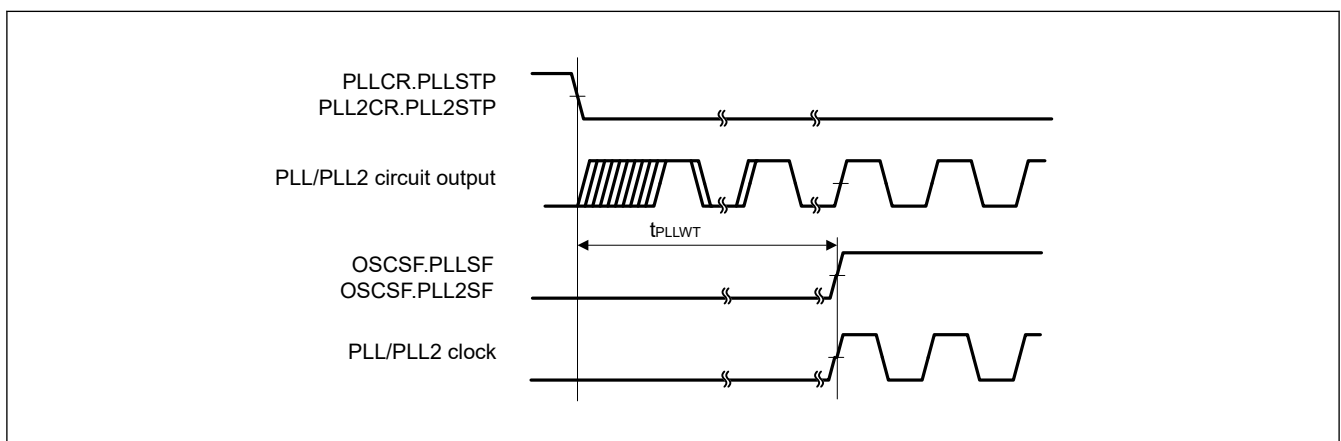 PLLCR.PLLSTP
PLL2CR.PLL2STP
PLL/PLL2 circuit output
tPLLWT
OSCSF.PLLSF
OSCSF.PLL2SF
PLL/PLL2 clock